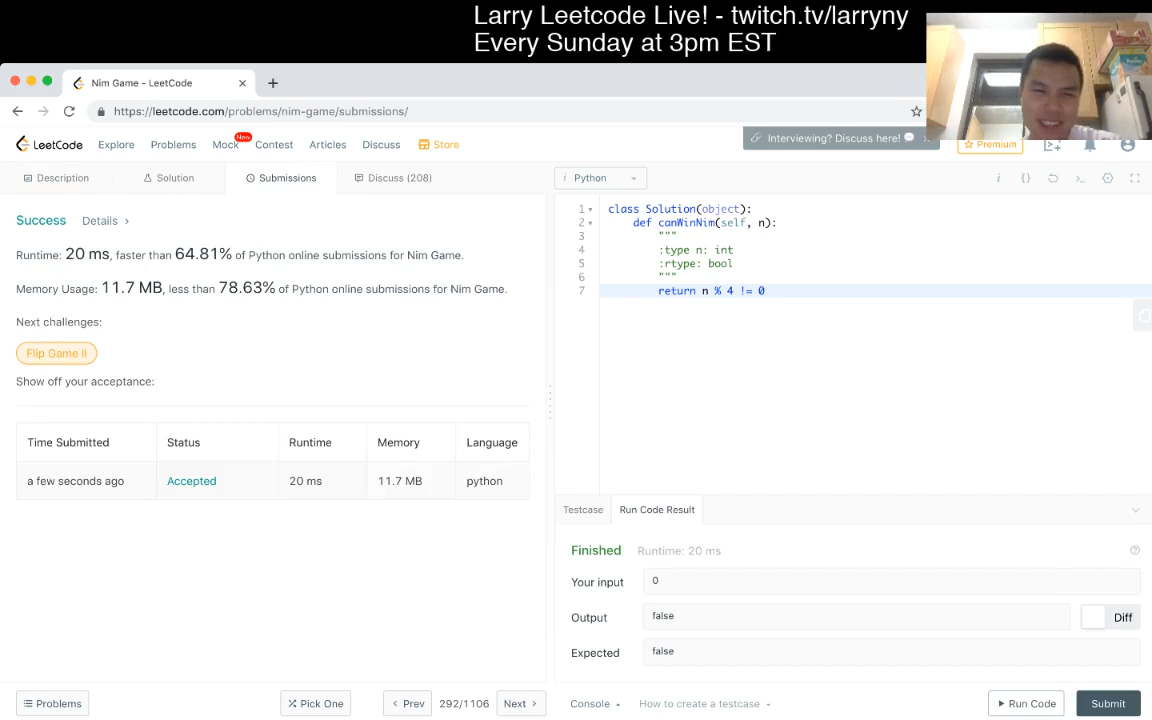 Larry Leetcode Live! - twitch.tv/larryny
Every Sunday at 3pm EST
Nim Game - LeetCode
https://leetcode.com/problems/nim-game/submissions/
LeetCode Explore Problems Mock New Contest Articles Discuss Store Interviewing? Discuss here! Premium
Description Solution Submissions Discuss (208) i Python
Success Details
Runtime: 20 ms, faster than 64.81% of Python online submissions for Nim Game.
Memory Usage: 11.7 MB, less than 78.63% of Python online submissions for Nim Game.
Next challenges:
Flip Game II
Show off your acceptance:
Time Submitted Status Runtime Memory Language
a few seconds ago Accepted 20 ms 11.7 MB python
1 class Solution(object):
2 def canWinNim(self, n):
3 """
4 :type n: int
5 :rtype: bool
6 """
7 return n % 4 != 0
Testcase Run Code Result
Finished Runtime: 20 ms
Your input 0
Output false Diff
Expected false
Problems Pick One < Prev 292/1106 Next > Console How to create a testcase Run Code Submit